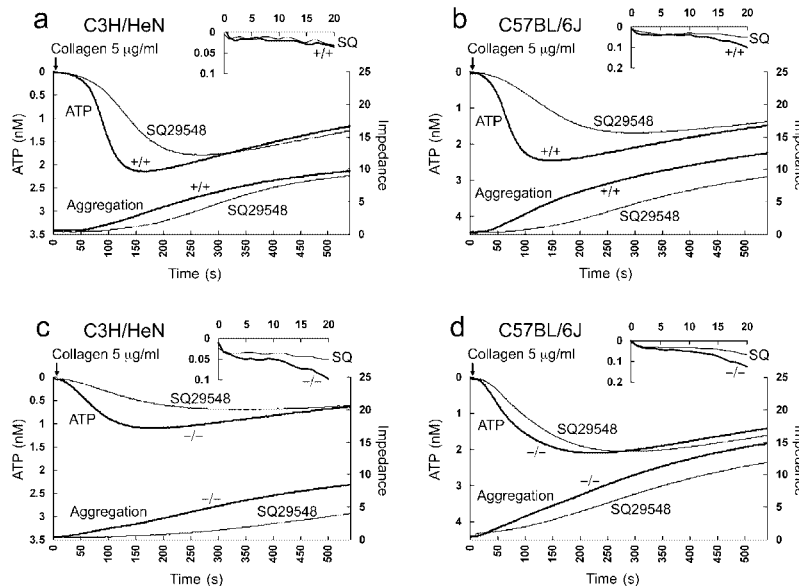 a
C3H/HeN
Collagen 5 μg/ml
0 5 10 15 20
0
0.05
0.1
SQ
+/+
0
0.5
1
1.5
2
2.5
3
3.5
ATP (nM)
ATP
SQ29548
+/+
+/+
Aggregation
SQ29548
25
20
15
10
5
0
Impedance
0 50 100 150 200 250 300 350 400 450 500
Time (s)
b
C57BL/6J
Collagen 5 μg/ml
0 5 10 15 20
0
0.1
0.2
SQ
+/+
0
1
2
3
4
ATP (nM)
ATP
SQ29548
+/+
Aggregation
+/+
SQ29548
25
20
15
10
5
0
Impedance
0 50 100 150 200 250 300 350 400 450 500
Time (s)
c
C3H/HeN
Collagen 5 μg/ml
0 5 10 15 20
0
0.05
0.1
SQ
−/−
0
0.5
1
1.5
2
2.5
3
3.5
ATP (nM)
ATP
SQ29548
−/−
−/−
Aggregation
SQ29548
25
20
15
10
5
0
Impedance
0 50 100 150 200 250 300 350 400 450 500
Time (s)
d
C57BL/6J
Collagen 5 μg/ml
0 5 10 15 20
0
0.1
0.2
SQ
−/−
0
1
2
3
4
ATP (nM)
ATP
SQ29548
−/−
−/−
Aggregation
SQ29548
25
20
15
10
5
0
Impedance
0 50 100 150 200 250 300 350 400 450 500
Time (s)